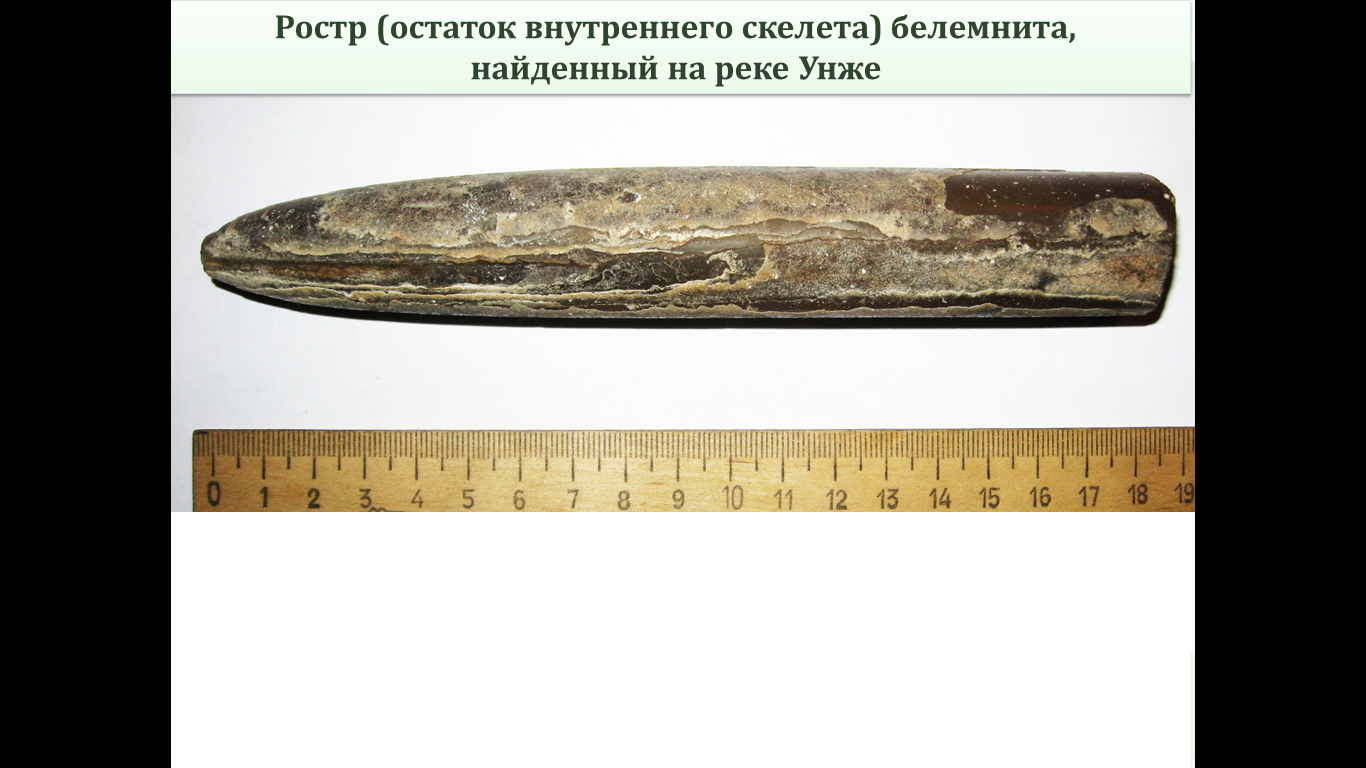 Ростр (остаток внутреннего скелета) белемнита,
найденный на реке Унже
0 1 2 3 4 5 6 7 8 9 10 11 12 13 14 15 16 17 18 19